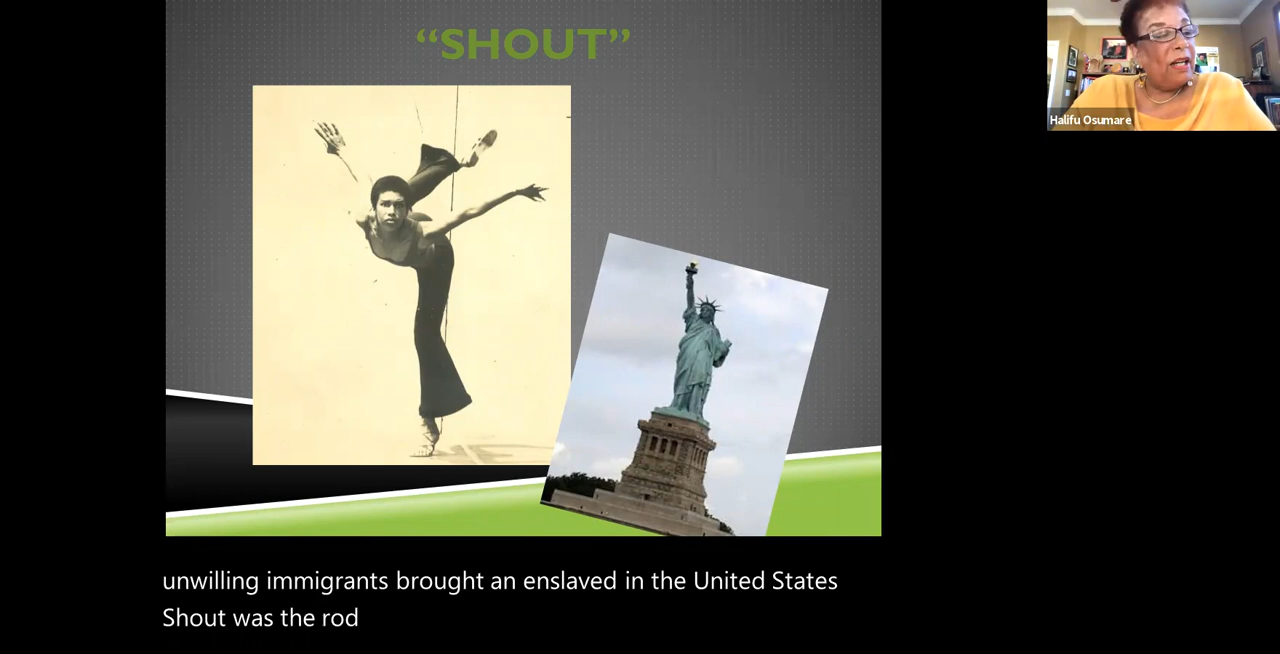 “SHOUT”
Halifu Osumare
unwilling immigrants brought an enslaved in the United States
Shout was the rod